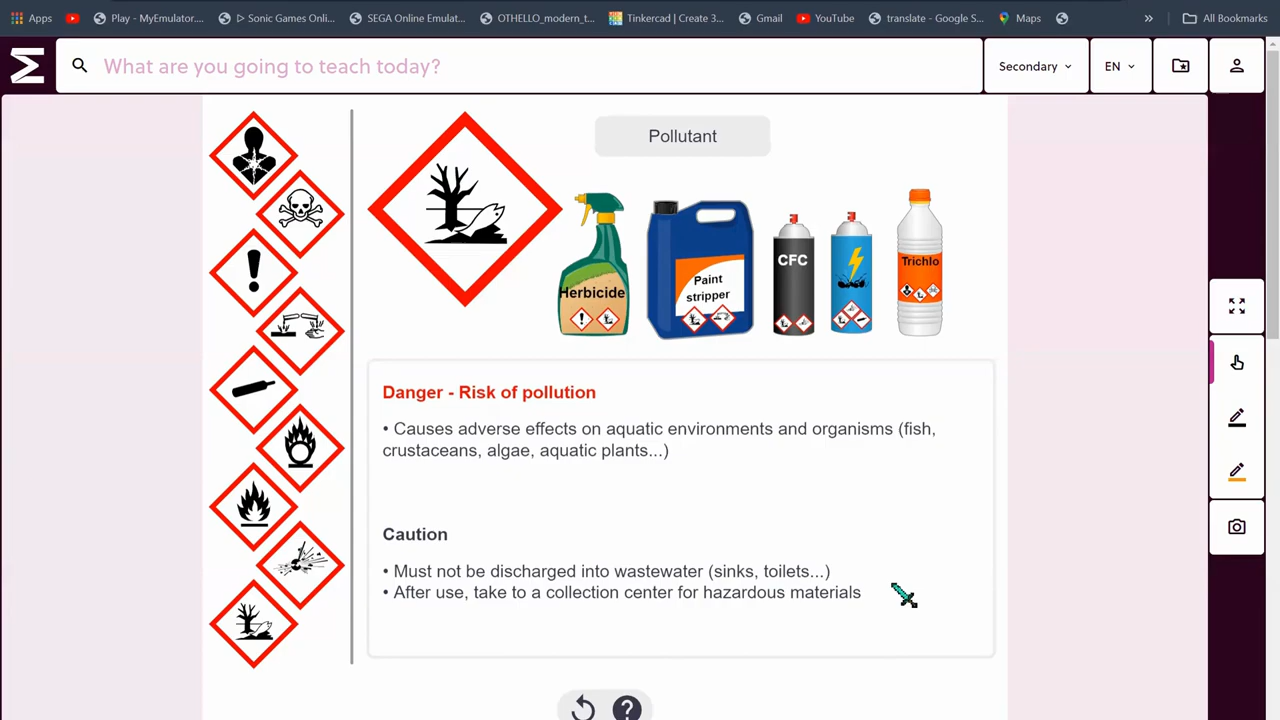 Apps
Play - MyEmulator....
Sonic Games Onli...
SEGA Online Emulat...
OTHELLO_modern_t...
Tinkercad | Create 3...
Gmail
YouTube
translate - Google S...
Maps
»
All Bookmarks
What are you going to teach today?
Secondary
EN
Pollutant
Herbicide
Paint
stripper
CFC
Trichlo
Danger - Risk of pollution
• Causes adverse effects on aquatic environments and organisms (fish,
crustaceans, algae, aquatic plants...)
Caution
• Must not be discharged into wastewater (sinks, toilets...)
• After use, take to a collection center for hazardous materials
?